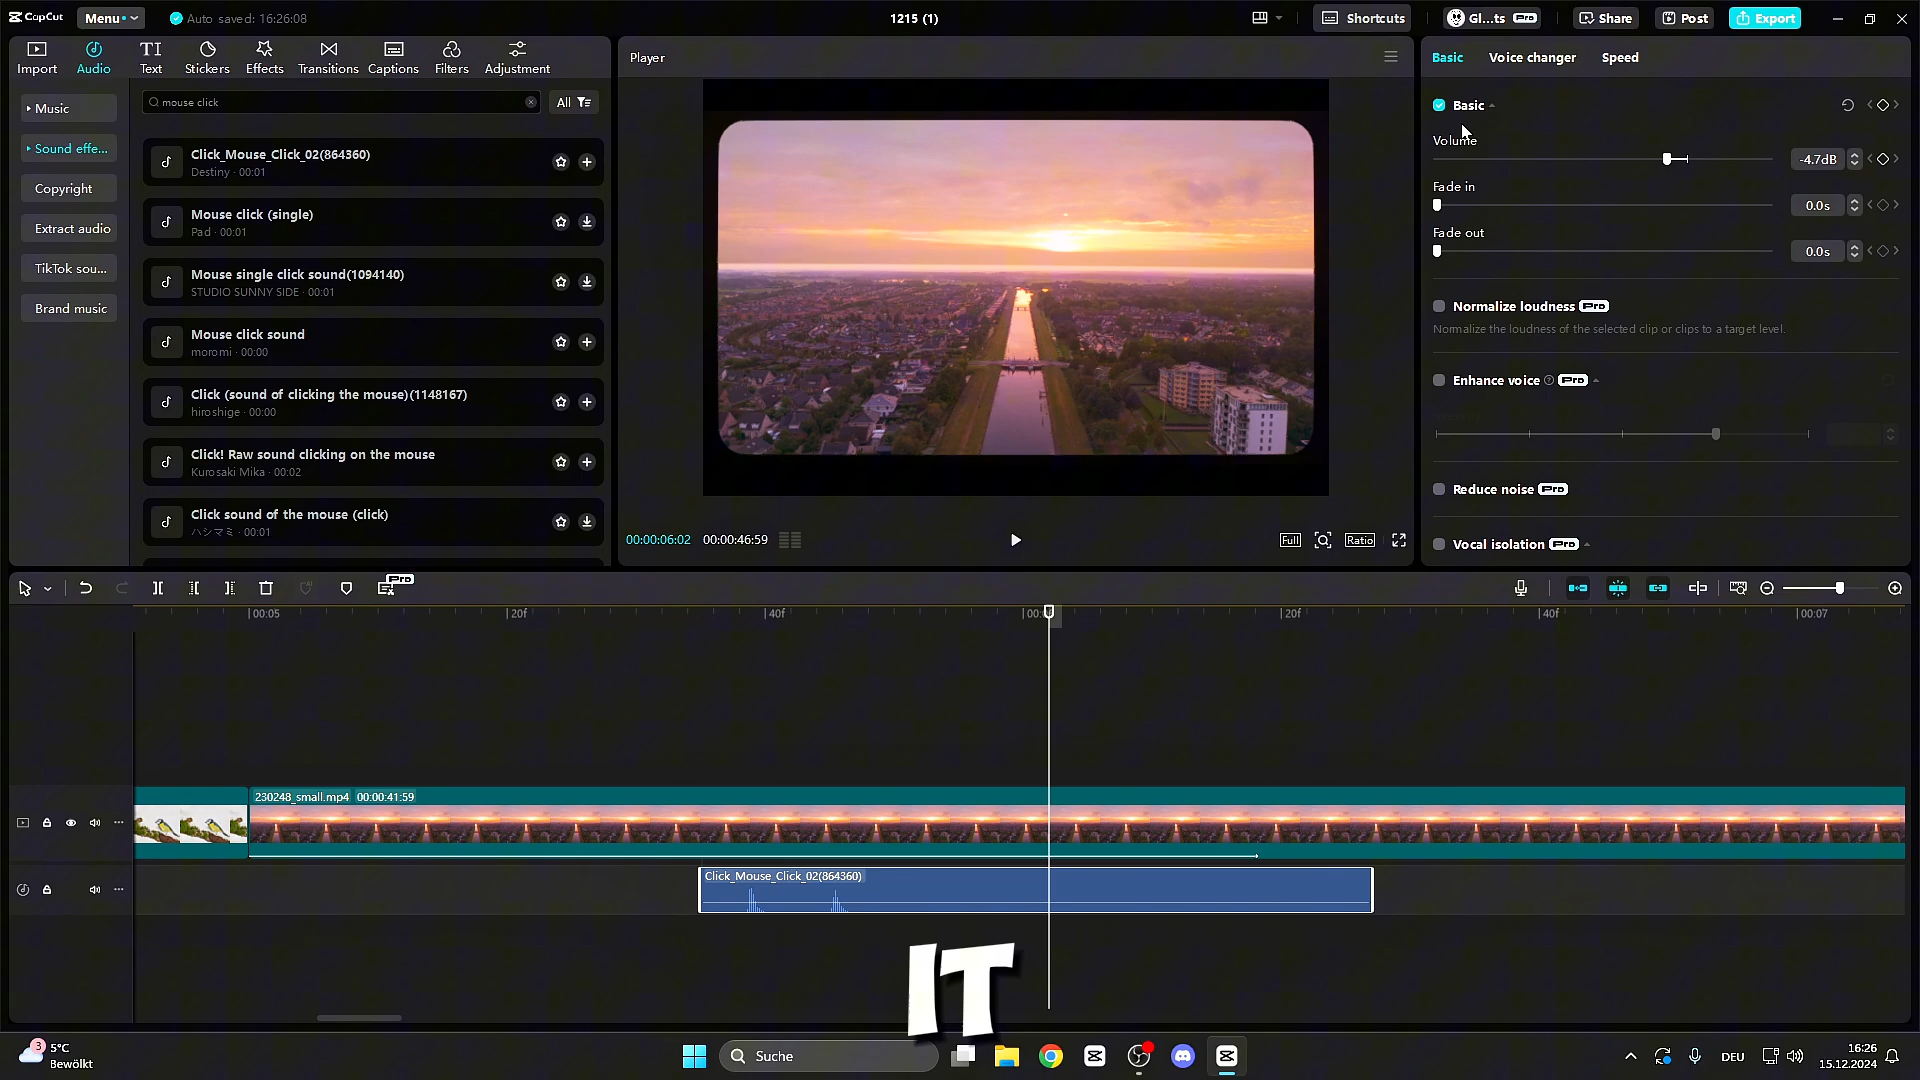 CapCut
Menu
Auto saved: 16:26:08
1215 (1)
Shortcuts
Gl...ts
Pro
Share
Post
Export
Import
Audio
TI
Text
Stickers
Effects
Transitions
Captions
Filters
Adjustment
Music
Sound effe...
Copyright
Extract audio
TikTok sou...
Brand music
mouse click
All
Click_Mouse_Click_02(864360)
Destiny · 00:01
Mouse click (single)
Pad · 00:01
Mouse single click sound(1094140)
STUDIO SUNNY SIDE · 00:01
Mouse click sound
moromi · 00:00
Click (sound of clicking the mouse)(1148167)
hiroshige · 00:00
Click! Raw sound clicking on the mouse
Kurosaki Mika · 00:02
Click sound of the mouse (click)
ハシマミ · 00:01
Player
00:00:06:02
00:00:46:59
Full
Ratio
Basic
Voice changer
Speed
Basic
Volume
-4.7dB
Fade in
0.0s
Fade out
0.0s
Normalize loudness Pro
Normalize the loudness of the selected clip or clips to a target level.
Enhance voice Pro
Reduce noise Pro
Vocal isolation Pro
Pro
00:05
20f
40f
20f
40f
00:07
230248_small.mp4 00:00:41:59
Click_Mouse_Click_02(864360)
IT
3
5°C
Bewölkt
Suche
DEU
16:26
15.12.2024